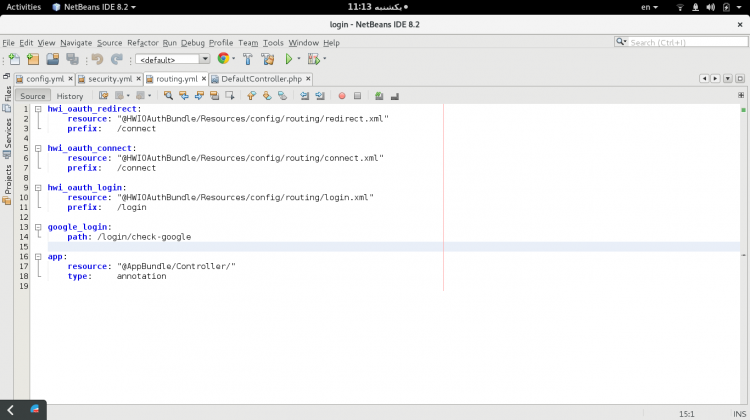 Activities NetBeans IDE 8.2 یکشنبه 11:13 en
login - NetBeans IDE 8.2
File Edit View Navigate Source Refactor Run Debug Profile Team Tools Window Help Search (Ctrl+I)
<default>
config.yml security.yml routing.yml DefaultController.php
Source History
Files
Services
Projects
1 hwi_oauth_redirect:
2 resource: "@HWIOAuthBundle/Resources/config/routing/redirect.xml"
3 prefix: /connect
4
5 hwi_oauth_connect:
6 resource: "@HWIOAuthBundle/Resources/config/routing/connect.xml"
7 prefix: /connect
8
9 hwi_oauth_login:
10 resource: "@HWIOAuthBundle/Resources/config/routing/login.xml"
11 prefix: /login
12
13 google_login:
14 path: /login/check-google
15
16 app:
17 resource: "@AppBundle/Controller/"
18 type: annotation
19
15:1 INS